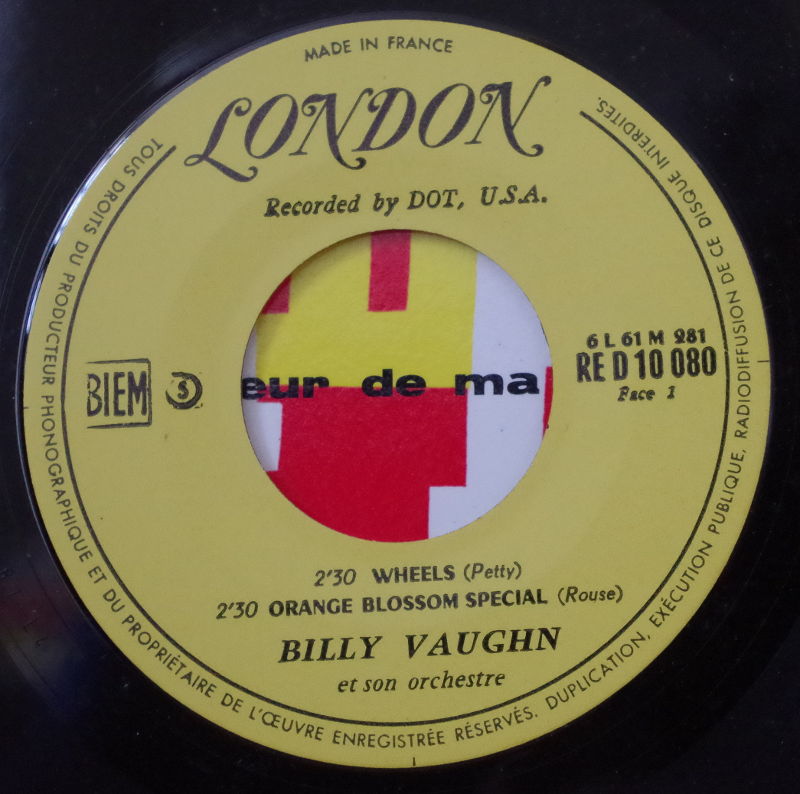 MADE IN FRANCE
LONDON
Recorded by DOT, U.S.A.
BIEM
S
eur de ma
6 L 61 M 281
RE D 10 080
Face 1
2'30 WHEELS (Petty)
2'30 ORANGE BLOSSOM SPECIAL (Rouse)
BILLY VAUGHN
et son orchestre
TOUS DROITS DU PRODUCTEUR PHONOGRAPHIQUE ET DU PROPRIÉTAIRE DE L'ŒUVRE ENREGISTRÉE RÉSERVÉS. DUPLICATION, EXÉCUTION PUBLIQUE, RADIODIFFUSION DE CE DISQUE INTERDITES.